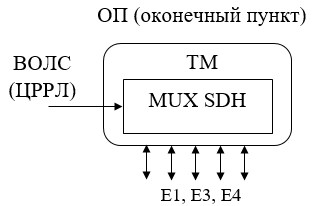 ОП (оконечный пункт)
ВОЛС
(ЦРРЛ)
ТМ
MUX SDH
E1, E3, E4